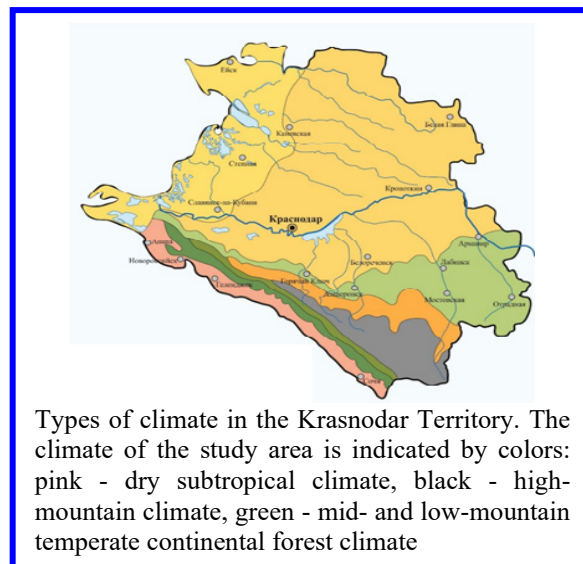 Ейск
Каневская
Белая Глина
Кропоткин
Славянск-на-Кубани
Краснодар
Армавир
Анапа
Белореченск
Лабинск
Новороссийск
Горячий Ключ
Геленджик
Апшеронск
Мостовская
Отрадная
Сочи
Types of climate in the Krasnodar Territory. The
climate of the study area is indicated by colors:
pink - dry subtropical climate, black - high-
mountain climate, green - mid- and low-mountain
temperate continental forest climate